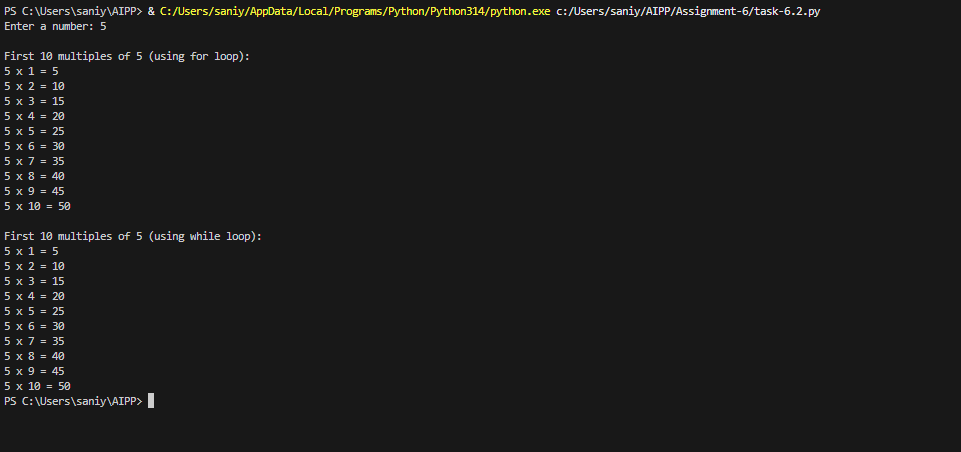 PS C:\Users\saniy\AIPP> & C:/Users/saniy/AppData/Local/Programs/Python/Python314/python.exe c:/Users/saniy/AIPP/Assignment-6/task-6.2.py
Enter a number: 5
First 10 multiples of 5 (using for loop):
5 x 1 = 5
5 x 2 = 10
5 x 3 = 15
5 x 4 = 20
5 x 5 = 25
5 x 6 = 30
5 x 7 = 35
5 x 8 = 40
5 x 9 = 45
5 x 10 = 50
First 10 multiples of 5 (using while loop):
5 x 1 = 5
5 x 2 = 10
5 x 3 = 15
5 x 4 = 20
5 x 5 = 25
5 x 6 = 30
5 x 7 = 35
5 x 8 = 40
5 x 9 = 45
5 x 10 = 50
PS C:\Users\saniy\AIPP>